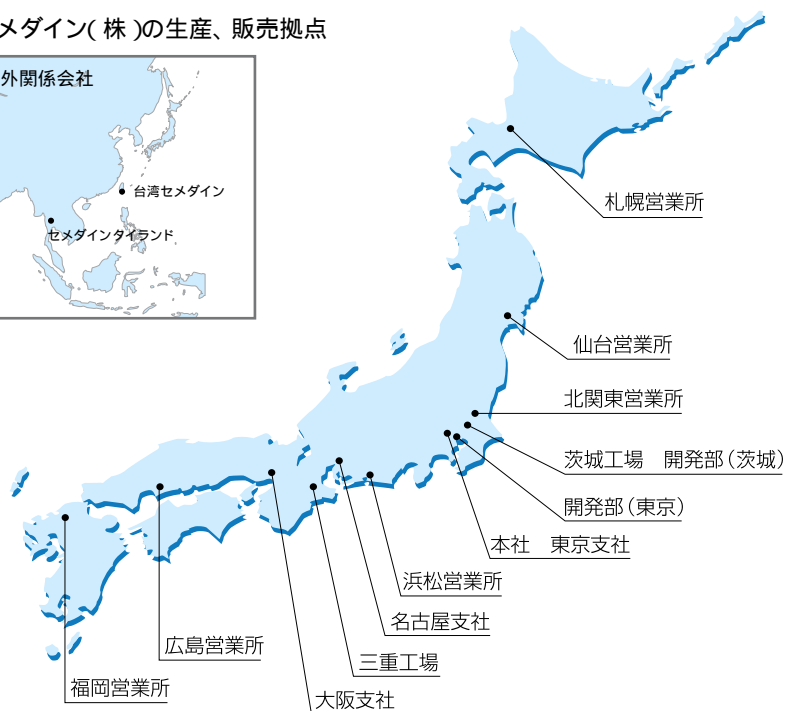 メダイン(株)の生産、販売拠点
外関係会社
台湾セメダイン
セメダインタイランド
札幌営業所
仙台営業所
北関東営業所
茨城工場　開発部(茨城)
開発部(東京)
本社　東京支社
浜松営業所
名古屋支社
広島営業所
三重工場
福岡営業所
大阪支社